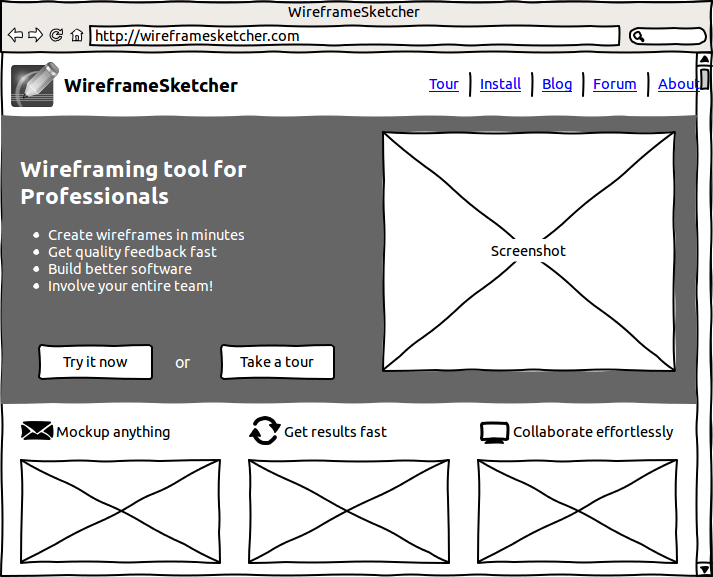 WireframeSketcher
http://wireframesketcher.com
WireframeSketcher
Tour
Install
Blog
Forum
About
Wireframing tool for
Professionals
Create wireframes in minutes
Get quality feedback fast
Build better software
Involve your entire team!
Screenshot
Try it now
or
Take a tour
Mockup anything
Get results fast
Collaborate effortlessly